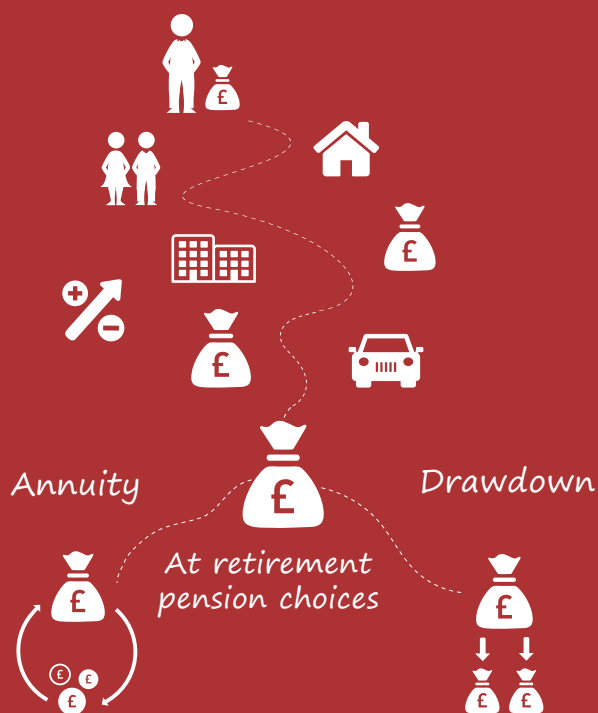 £
£
£
£
Annuity
Drawdown
At retirement
pension choices
£
£
£
£
£
£
£